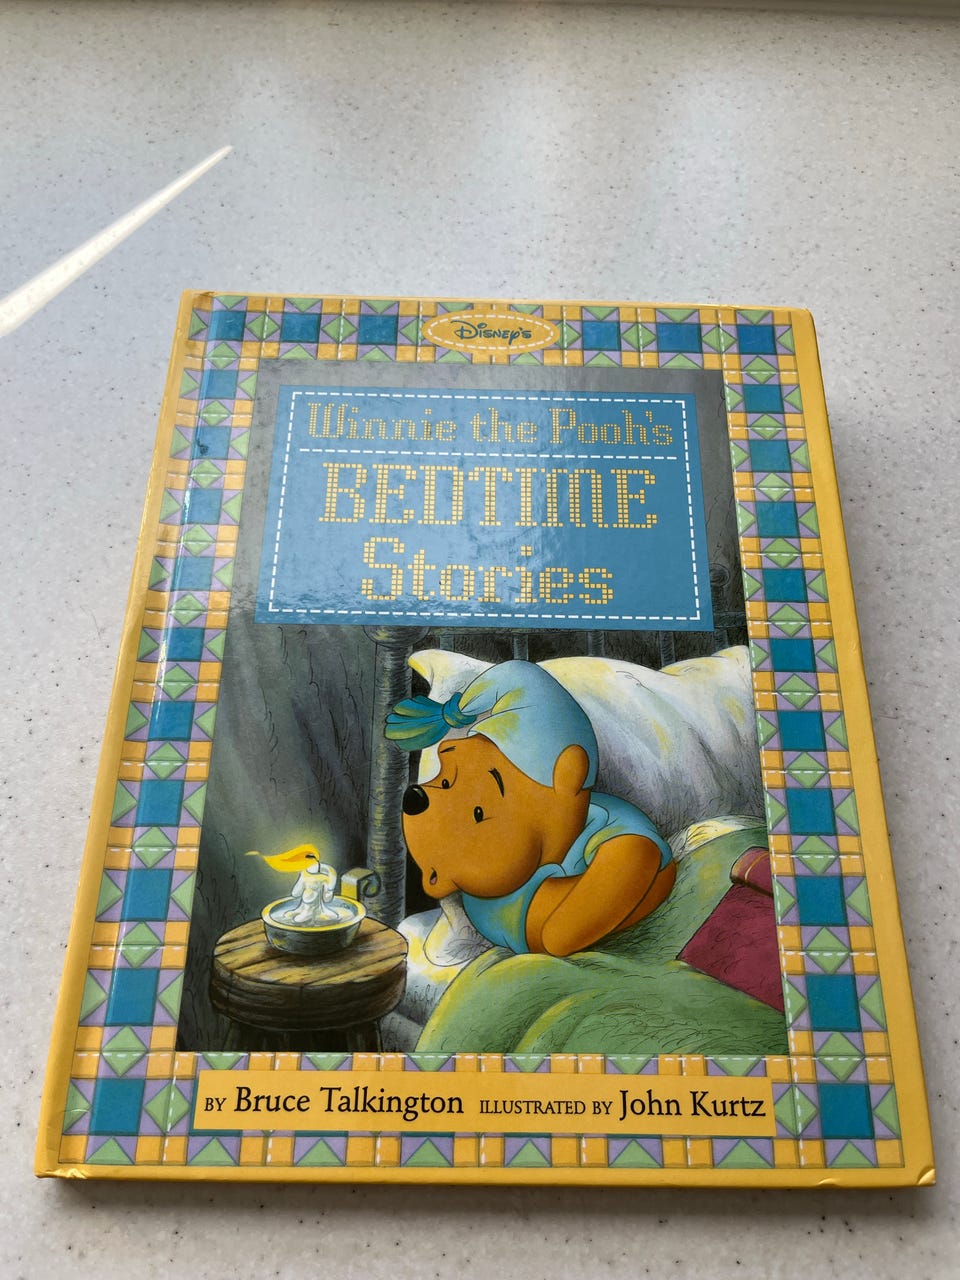 Disney's
Winnie the Pooh's
BEDTIME
Stories
BY Bruce Talkington ILLUSTRATED BY John Kurtz